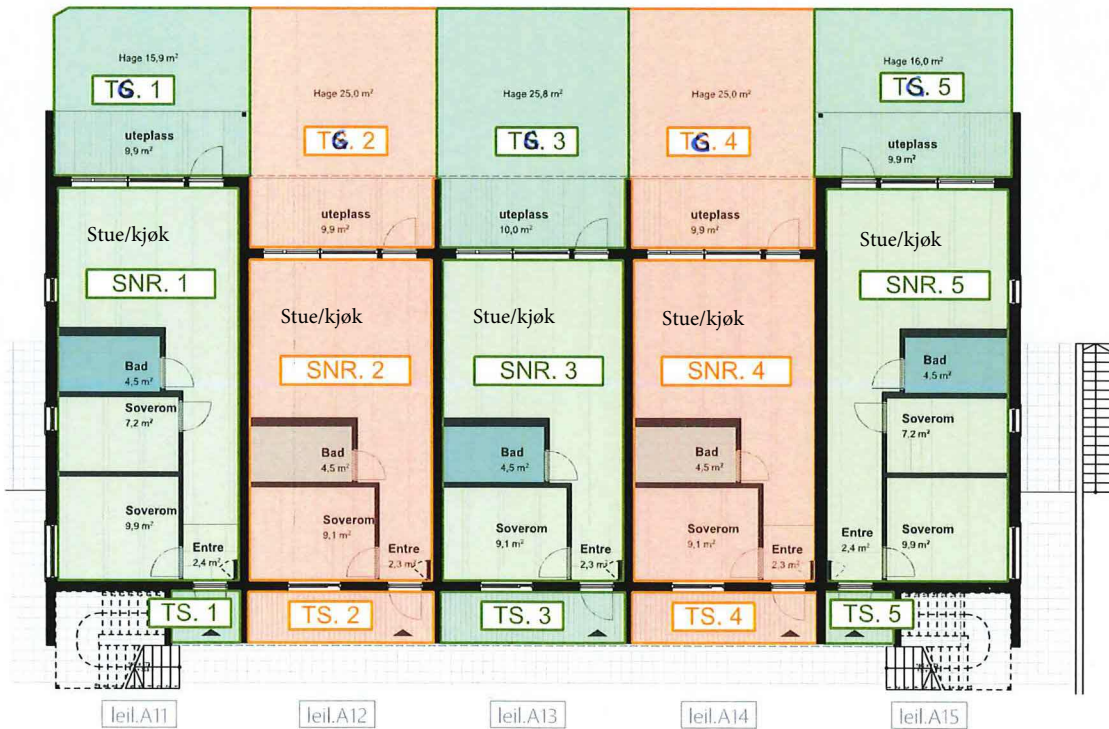 Hage 15,9 m²
TG. 1
uteplass
9,9 m²
Stue/kjøk
SNR. 1
Bad
4,5 m²
Soverom
7,2 m²
Soverom
9,9 m²
Entre
2,4 m²
TS. 1
leil.A11
Hage 25,0 m²
TG. 2
uteplass
9,9 m²
Stue/kjøk
SNR. 2
Bad
4,5 m²
Soverom
9,1 m²
Entre
2,3 m²
TS. 2
leil.A12
Hage 25,8 m²
TG. 3
uteplass
10,0 m²
Stue/kjøk
SNR. 3
Bad
4,5 m²
Soverom
9,1 m²
Entre
2,3 m²
TS. 3
leil.A13
Hage 25,0 m²
TG. 4
uteplass
9,9 m²
Stue/kjøk
SNR. 4
Bad
4,5 m²
Soverom
9,1 m²
Entre
2,3 m²
TS. 4
leil.A14
Hage 16,0 m²
TG. 5
uteplass
9,9 m²
Stue/kjøk
SNR. 5
Bad
4,5 m²
Soverom
7,2 m²
Soverom
9,9 m²
Entre
2,4 m²
TS. 5
leil.A15